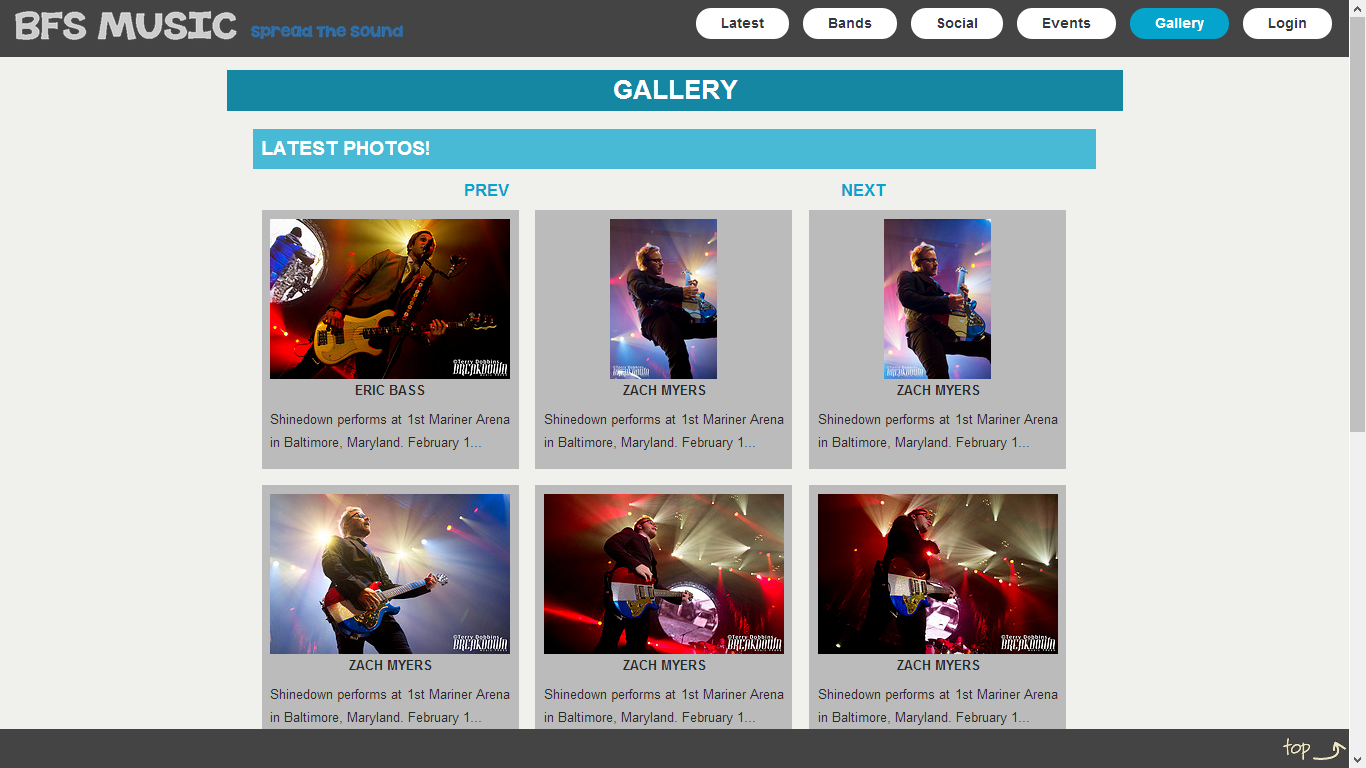 BFS MUSIC spread the sound
Latest Bands Social Events Gallery Login
GALLERY
LATEST PHOTOS!
PREV NEXT
©Terry Dobbins
BREAKDOWN
ERIC BASS
Shinedown performs at 1st Mariner Arena
in Baltimore, Maryland. February 1...
BREAKDOWN
ZACH MYERS
Shinedown performs at 1st Mariner Arena
in Baltimore, Maryland. February 1...
BREAKDOWN
ZACH MYERS
Shinedown performs at 1st Mariner Arena
in Baltimore, Maryland. February 1...
©Terry Dobbins
BREAKDOWN
ZACH MYERS
Shinedown performs at 1st Mariner Arena
in Baltimore, Maryland. February 1...
©Terry Dobbins
BREAKDOWN
ZACH MYERS
Shinedown performs at 1st Mariner Arena
in Baltimore, Maryland. February 1...
©Terry Dobbins
BREAKDOWN
ZACH MYERS
Shinedown performs at 1st Mariner Arena
in Baltimore, Maryland. February 1...
top